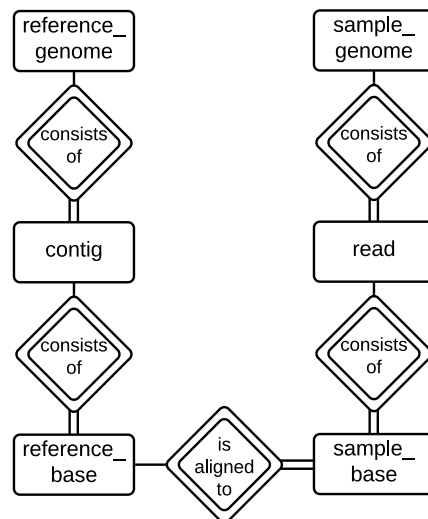 reference_
genome
sample_
genome
consists
of
consists
of
contig
read
consists
of
consists
of
reference_
base
is
aligned
to
sample_
base